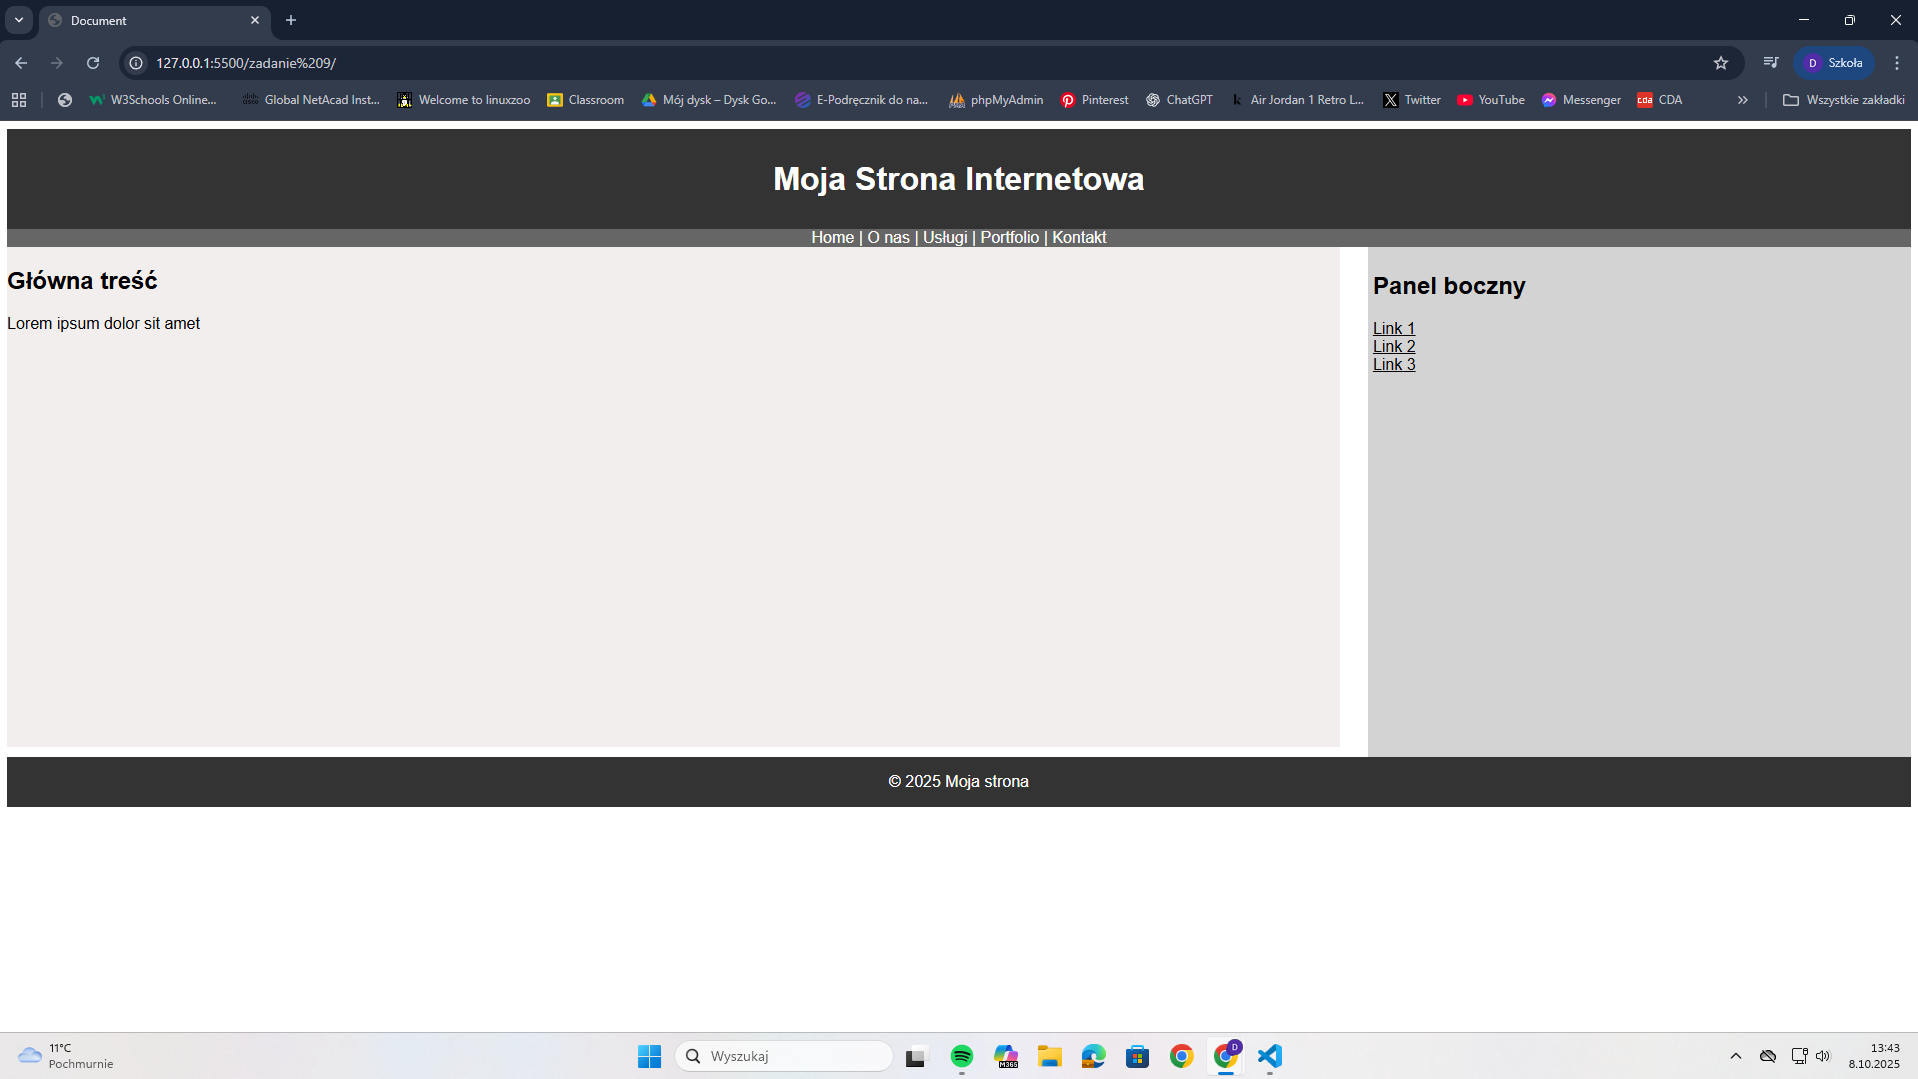 Document
127.0.0.1:5500/zadanie%209/
Szkoła
W3Schools Online...
Global NetAcad Inst...
Welcome to linuxzoo
Classroom
Mój dysk – Dysk Go...
E-Podręcznik do na...
phpMyAdmin
Pinterest
ChatGPT
Air Jordan 1 Retro L...
Twitter
YouTube
Messenger
CDA
Wszystkie zakładki
Moja Strona Internetowa
Home | O nas | Usługi | Portfolio | Kontakt
Główna treść
Lorem ipsum dolor sit amet
Panel boczny
Link 1
Link 2
Link 3
© 2025 Moja strona
11°C
Pochmurnie
Wyszukaj
M365
D
13:43
8.10.2025